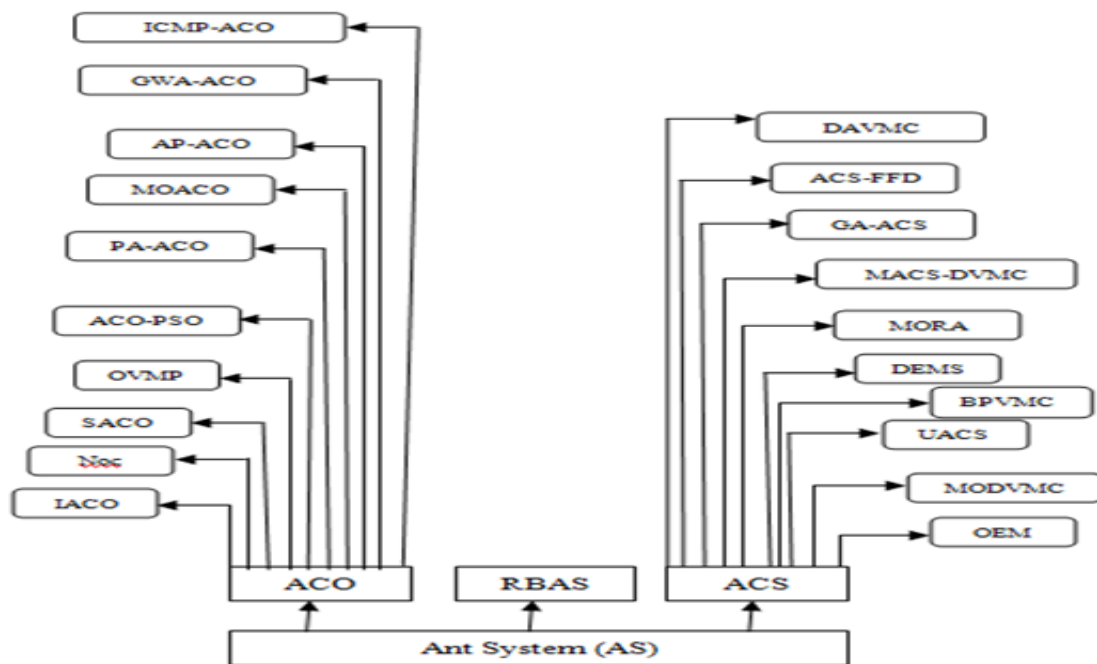 ICMP-ACO
GWA-ACO
AP-ACO
MOACO
PA-ACO
ACO-PSO
OVMP
SACO
Noc
IACO
DAVMC
ACS-FFD
GA-ACS
MACS-DVMC
MORA
DEMS
BPVMC
UACS
MODVMC
OEM
ACO
RBAS
ACS
Ant System (AS)